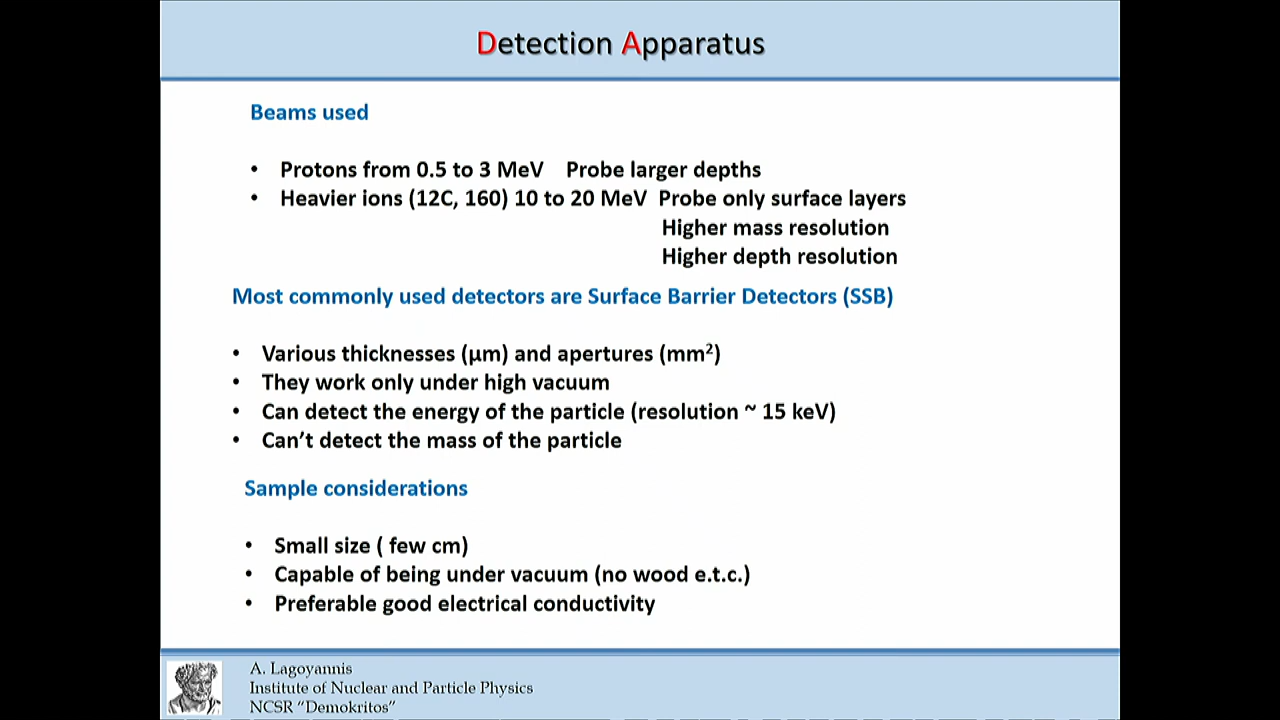 Detection Apparatus
Beams used
• Protons from 0.5 to 3 MeV Probe larger depths
• Heavier ions (12C, 160) 10 to 20 MeV Probe only surface layers
Higher mass resolution
Higher depth resolution
Most commonly used detectors are Surface Barrier Detectors (SSB)
• Various thicknesses (μm) and apertures (mm²)
• They work only under high vacuum
• Can detect the energy of the particle (resolution ~ 15 keV)
• Can’t detect the mass of the particle
Sample considerations
• Small size ( few cm)
• Capable of being under vacuum (no wood e.t.c.)
• Preferable good electrical conductivity
A. Lagoyannis
Institute of Nuclear and Particle Physics
NCSR “Demokritos”